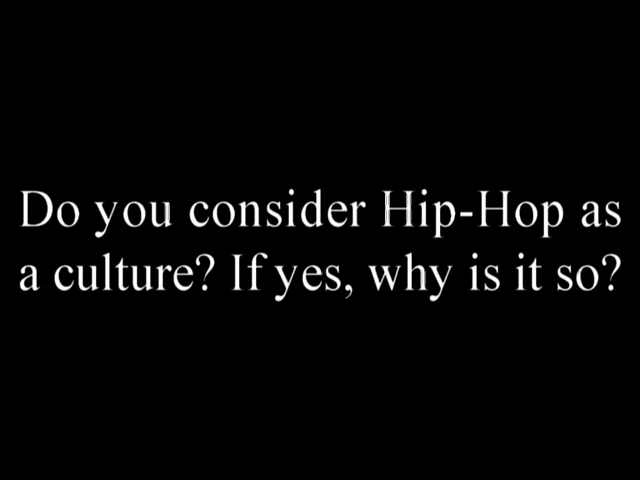 Do you consider Hip-Hop as
a culture? If yes, why is it so?